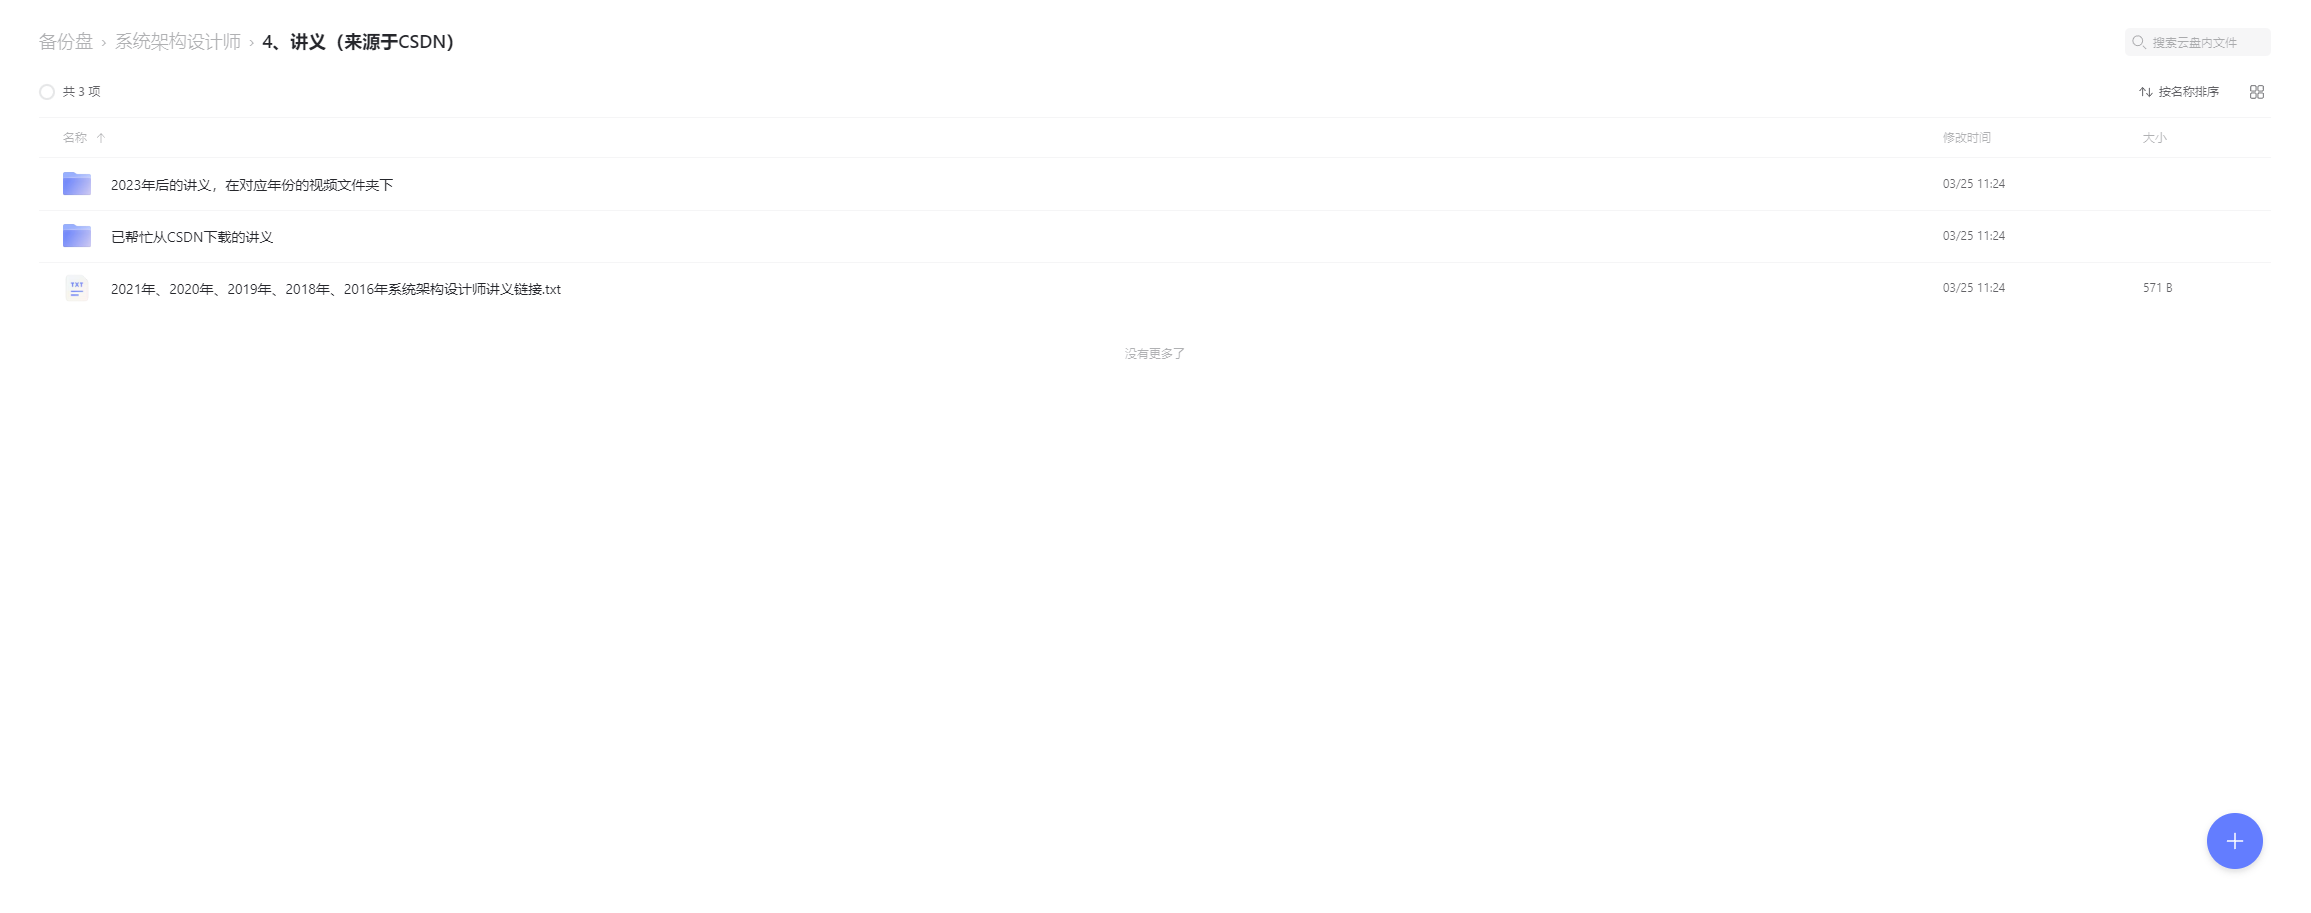 备份盘 › 系统架构设计师 › 4、讲义（来源于CSDN）
搜索云盘内文件
共 3 项
按名称排序
名称 修改时间 大小
2023年后的讲义，在对应年份的视频文件夹下 03/25 11:24
已帮忙从CSDN下载的讲义 03/25 11:24
TXT 2021年、2020年、2019年、2018年、2016年系统架构设计师讲义链接.txt 03/25 11:24 571 B
没有更多了